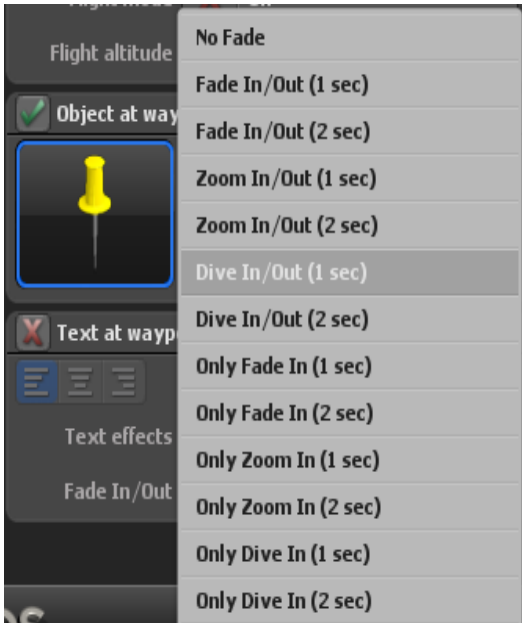 No Fade
Flight altitude
Fade In/Out (1 sec)
Object at way
Fade In/Out (2 sec)
Zoom In/Out (1 sec)
Zoom In/Out (2 sec)
Dive In/Out (1 sec)
Dive In/Out (2 sec)
Text at wayp
Only Fade In (1 sec)
Only Fade In (2 sec)
Text effects
Only Zoom In (1 sec)
Fade In/Out
Only Zoom In (2 sec)
Only Dive In (1 sec)
Only Dive In (2 sec)